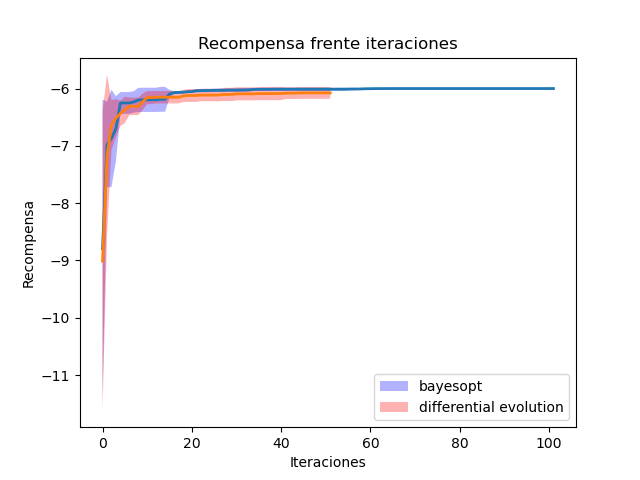 Recompensa frente iteraciones
−6
−7
−8
−9
−10
−11
Recompensa
0
20
40
60
80
100
Iteraciones
bayesopt
differential evolution